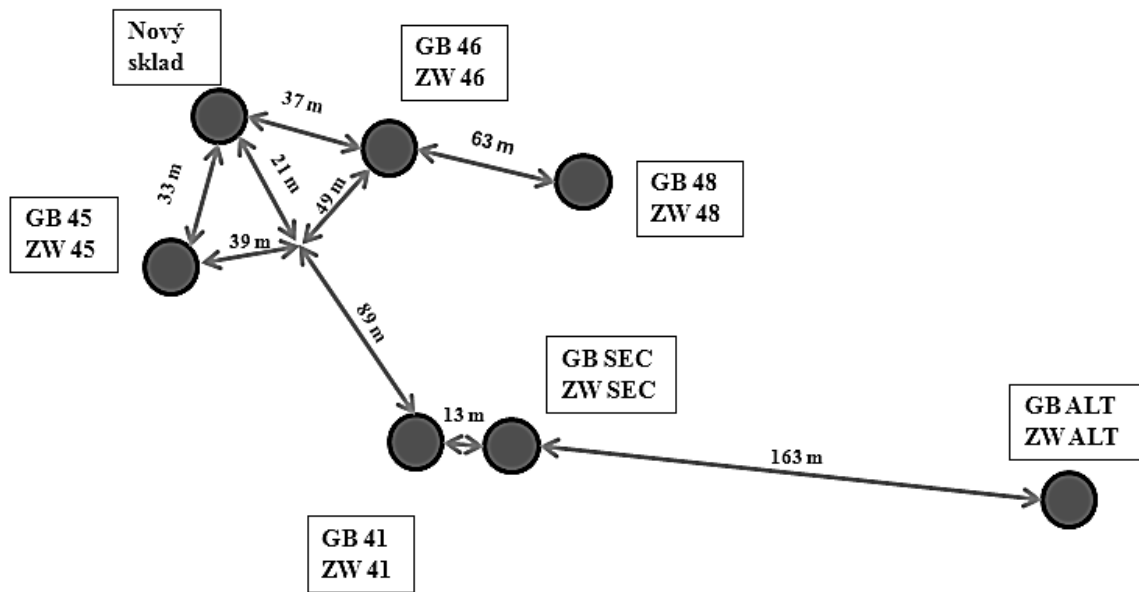 Nový
sklad
GB 46
ZW 46
37 m
63 m
21 m
33 m
49 m
GB 48
ZW 48
GB 45
ZW 45
39 m
89 m
GB SEC
ZW SEC
13 m
GB ALT
ZW ALT
163 m
GB 41
ZW 41